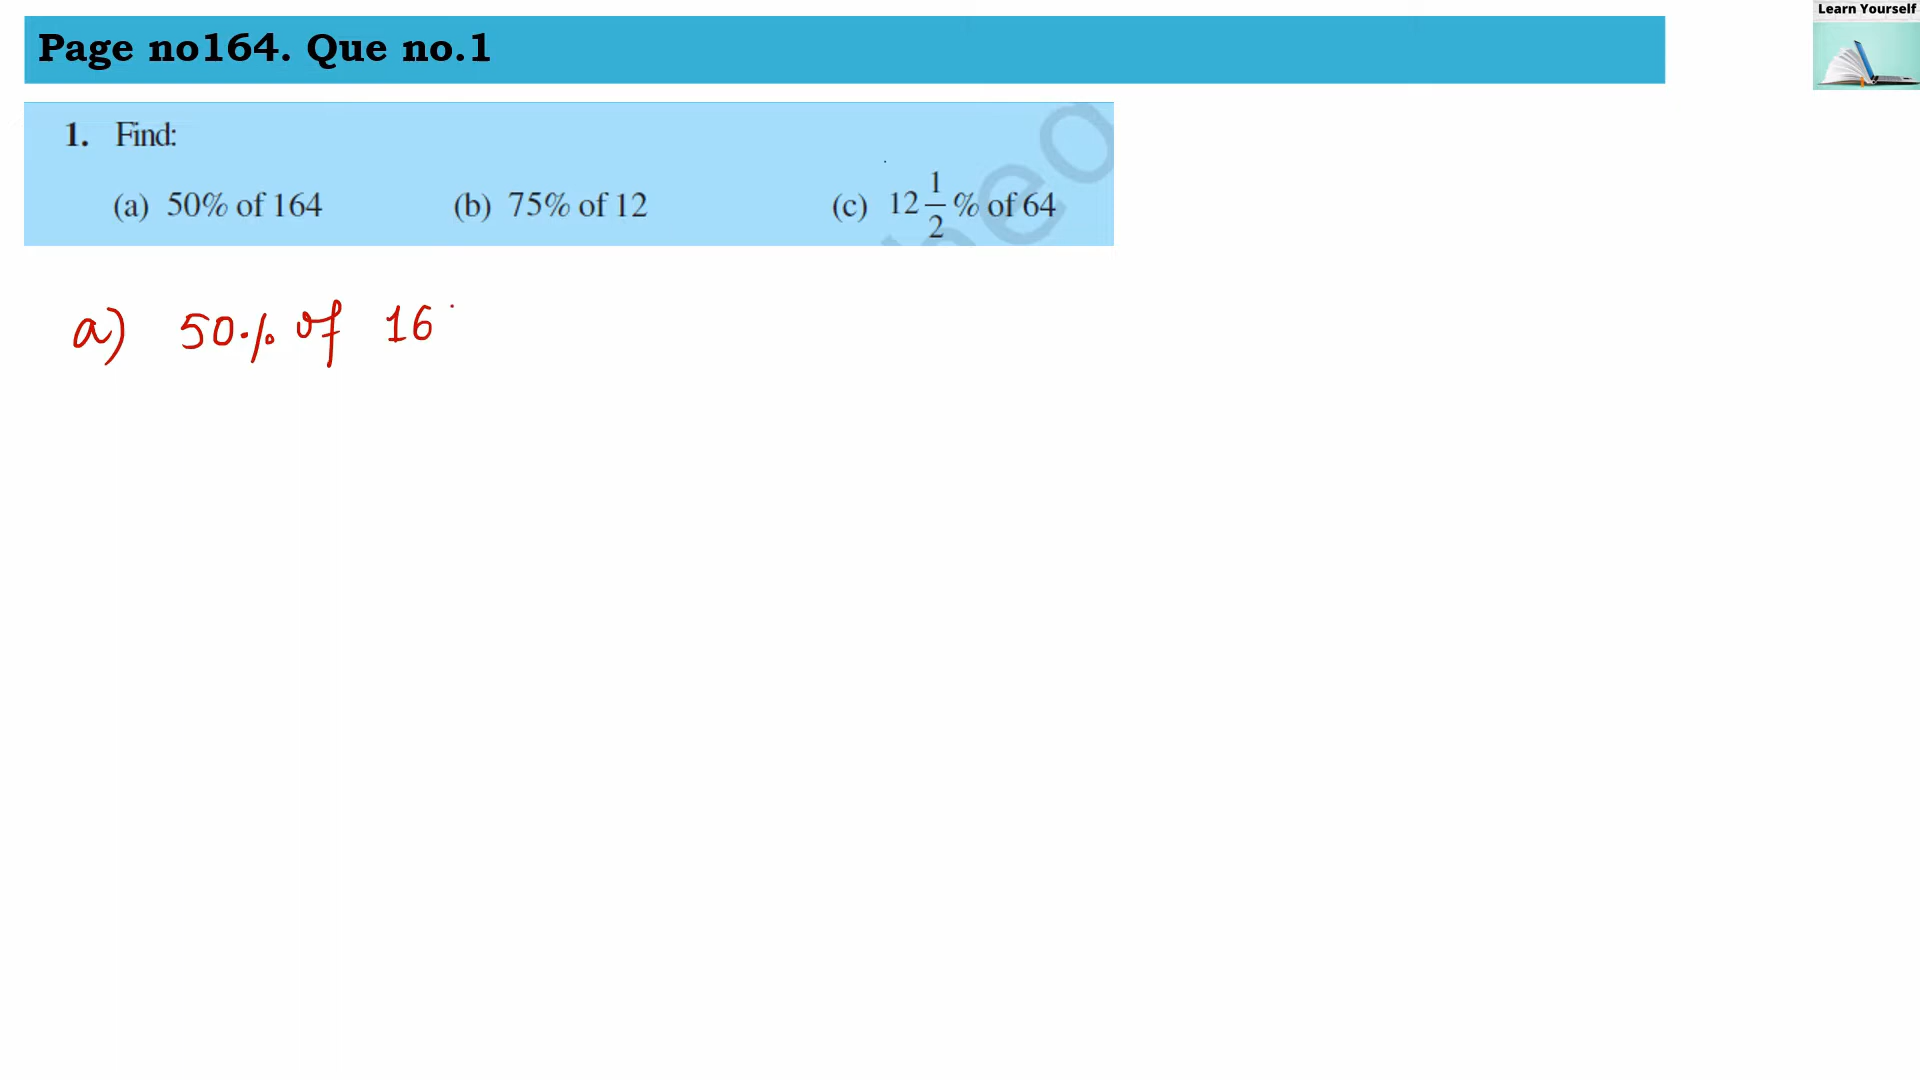 Learn Yourself
Page no164. Que no.1
1. Find:
(a) 50% of 164 (b) 75% of 12 (c) 12 1/2 % of 64
a) 50% of 16